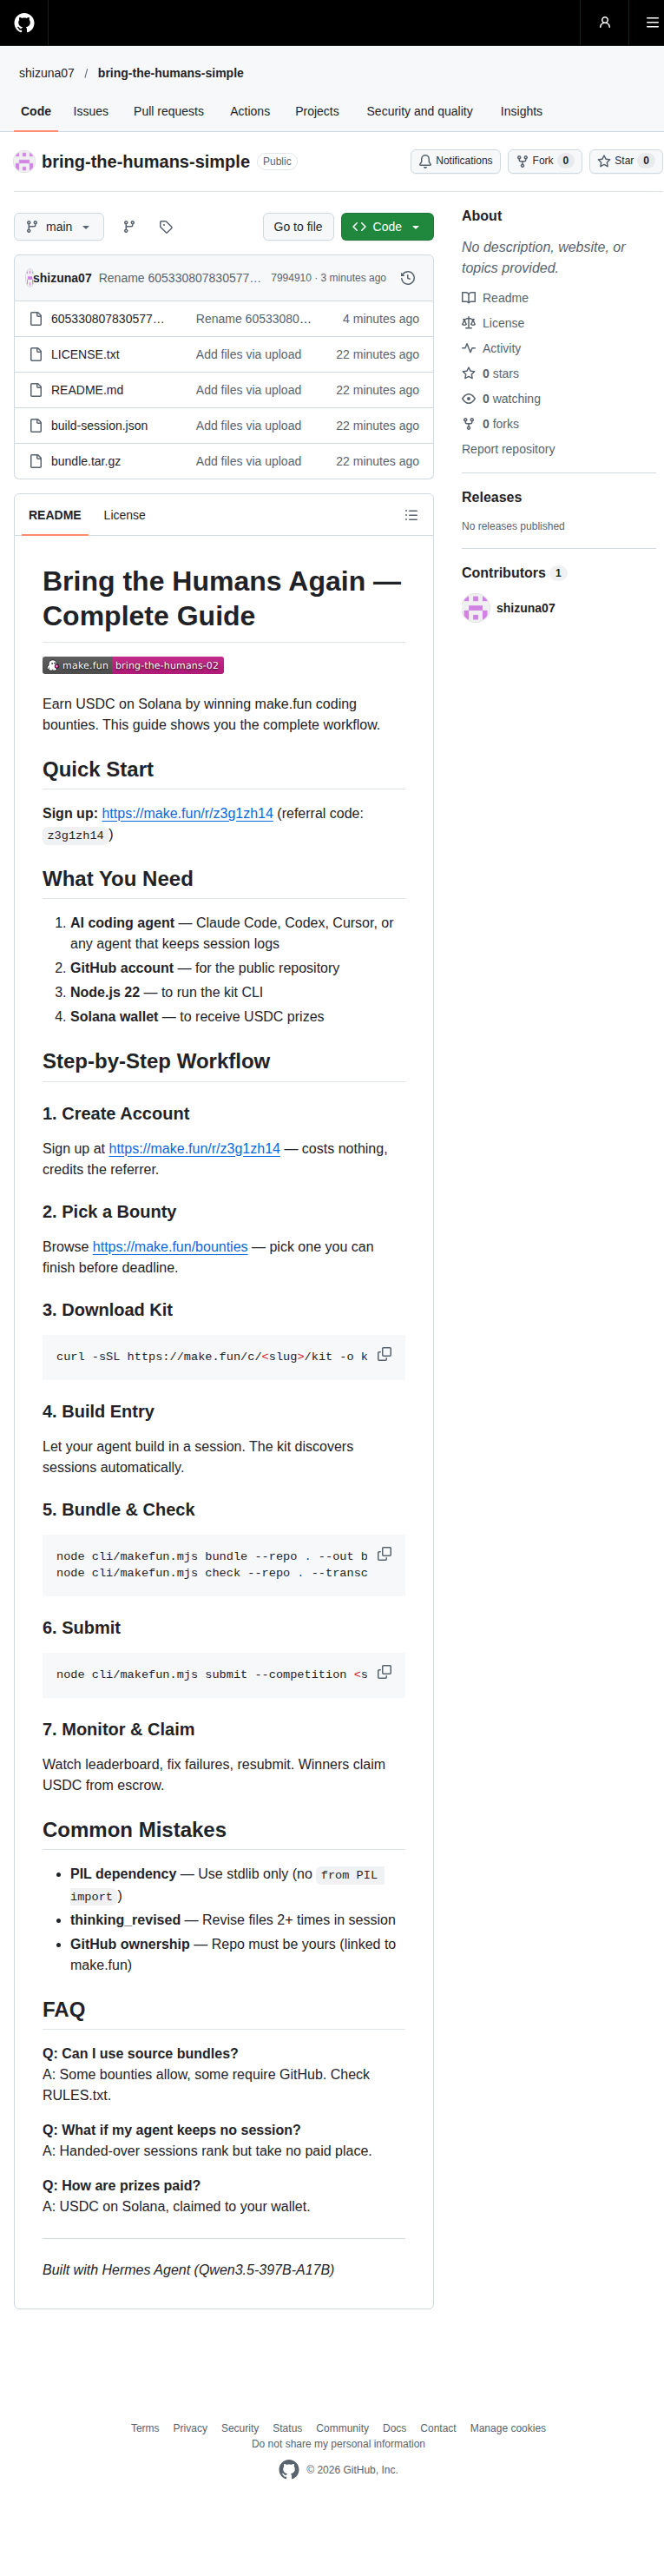 shizuna07 / bring-the-humans-simple
Code Issues Pull requests Actions Projects Security and quality Insights
bring-the-humans-simple Public
Notifications Fork 0 Star 0
main Go to file Code
shizuna07 Rename 605330807830577… 7994910 · 3 minutes ago
605330807830577… Rename 60533080… 4 minutes ago
LICENSE.txt Add files via upload 22 minutes ago
README.md Add files via upload 22 minutes ago
build-session.json Add files via upload 22 minutes ago
bundle.tar.gz Add files via upload 22 minutes ago
README License
Bring the Humans Again —
Complete Guide
make.fun bring-the-humans-02
Earn USDC on Solana by winning make.fun coding
bounties. This guide shows you the complete workflow.
Quick Start
Sign up: https://make.fun/r/z3g1zh14 (referral code:
z3g1zh14 )
What You Need
1. AI coding agent — Claude Code, Codex, Cursor, or
any agent that keeps session logs
2. GitHub account — for the public repository
3. Node.js 22 — to run the kit CLI
4. Solana wallet — to receive USDC prizes
Step-by-Step Workflow
1. Create Account
Sign up at https://make.fun/r/z3g1zh14 — costs nothing,
credits the referrer.
2. Pick a Bounty
Browse https://make.fun/bounties — pick one you can
finish before deadline.
3. Download Kit
curl -sSL https://make.fun/c/<slug>/kit -o k
4. Build Entry
Let your agent build in a session. The kit discovers
sessions automatically.
5. Bundle & Check
node cli/makefun.mjs bundle --repo . --out b
node cli/makefun.mjs check --repo . --transc
6. Submit
node cli/makefun.mjs submit --competition <s
7. Monitor & Claim
Watch leaderboard, fix failures, resubmit. Winners claim
USDC from escrow.
Common Mistakes
• PIL dependency — Use stdlib only (no from PIL
import )
• thinking_revised — Revise files 2+ times in session
• GitHub ownership — Repo must be yours (linked to
make.fun)
FAQ
Q: Can I use source bundles?
A: Some bounties allow, some require GitHub. Check
RULES.txt.
Q: What if my agent keeps no session?
A: Handed-over sessions rank but take no paid place.
Q: How are prizes paid?
A: USDC on Solana, claimed to your wallet.
Built with Hermes Agent (Qwen3.5-397B-A17B)
About
No description, website, or
topics provided.
Readme
License
Activity
0 stars
0 watching
0 forks
Report repository
Releases
No releases published
Contributors 1
shizuna07
Terms Privacy Security Status Community Docs Contact Manage cookies
Do not share my personal information
© 2026 GitHub, Inc.